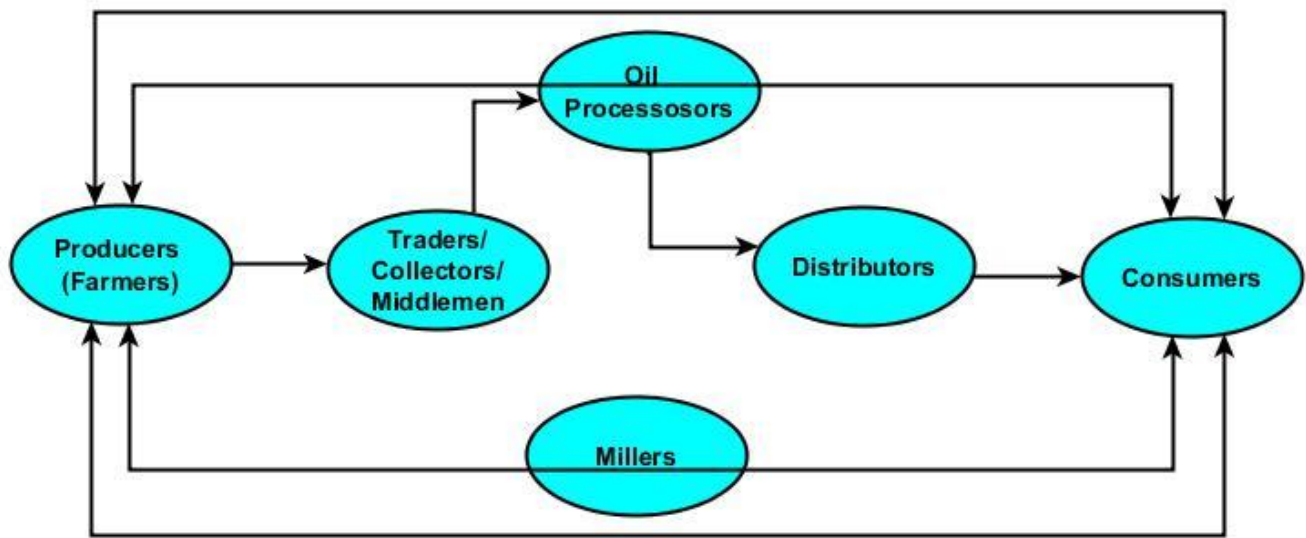 Oil
Processosors
Producers
(Farmers)
Traders/
Collectors/
Middlemen
Distributors
Consumers
Millers